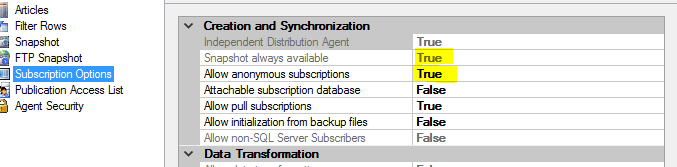 Articles
Filter Rows
Snapshot
FTP Snapshot
Subscription Options
Publication Access List
Agent Security
Creation and Synchronization
Independent Distribution Agent True
Snapshot always available True
Allow anonymous subscriptions True
Attachable subscription database False
Allow pull subscriptions True
Allow initialization from backup files False
Allow non-SQL Server Subscribers False
Data Transformation